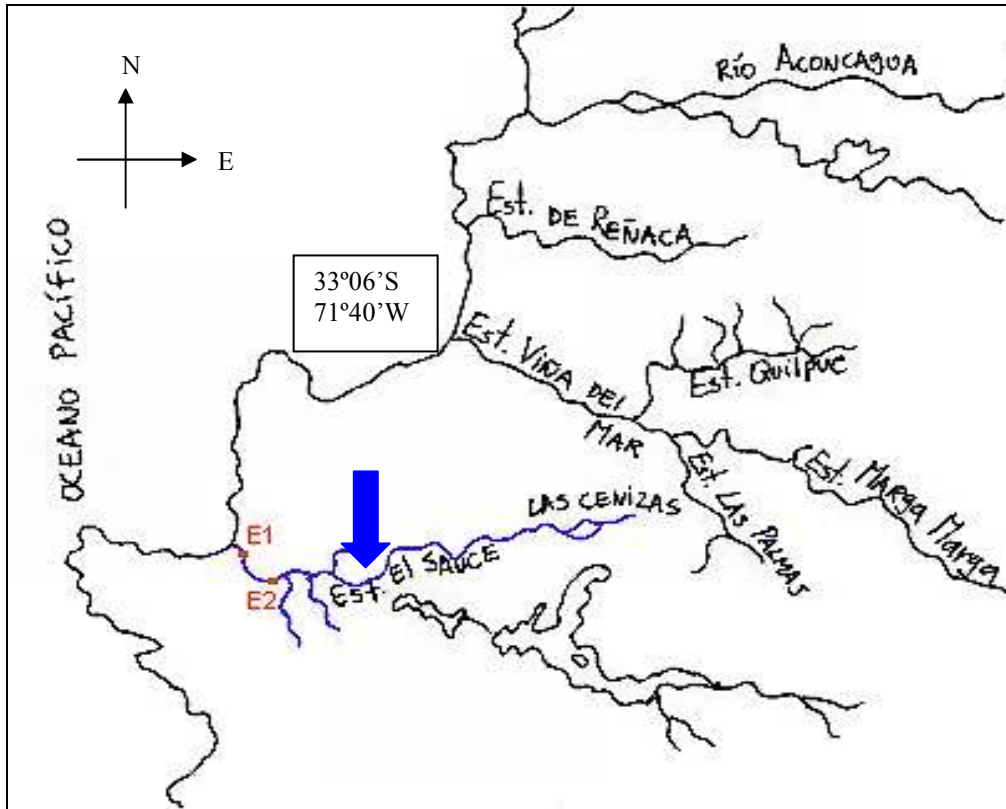 N
E
RÍO ACONCAGUA
Est. DE REÑACA
OCEANO PACÍFICO
33º06’S
71º40’W
Est. VIÑA DEL
MAR
Est. Quilpue
Est. MARGA MARGA
Est. LAS PALMAS
LAS CENIZAS
Est. El SAUCE
E1
E2